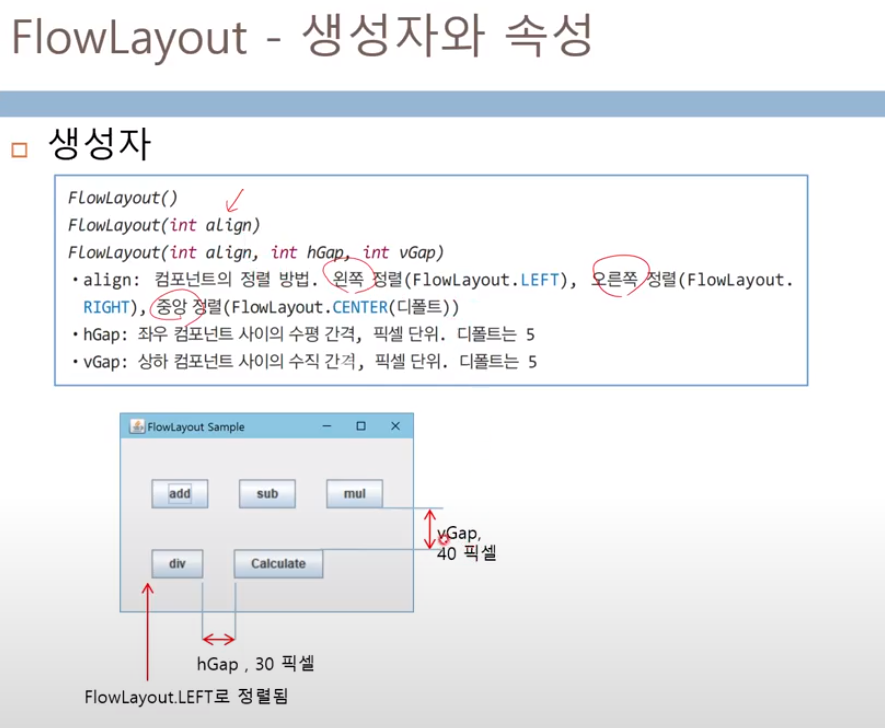 FlowLayout - 생성자와 속성
생성자
FlowLayout()
FlowLayout(int align)
FlowLayout(int align, int hGap, int vGap)
• align: 컴포넌트의 정렬 방법. 왼쪽 정렬(FlowLayout.LEFT), 오른쪽 정렬(FlowLayout.
RIGHT), 중앙 정렬(FlowLayout.CENTER(디폴트))
• hGap: 좌우 컴포넌트 사이의 수평 간격, 픽셀 단위. 디폴트는 5
• vGap: 상하 컴포넌트 사이의 수직 간격, 픽셀 단위. 디폴트는 5
FlowLayout Sample
add sub mul
vGap,
40 픽셀
div Calculate
hGap , 30 픽셀
FlowLayout.LEFT로 정렬됨